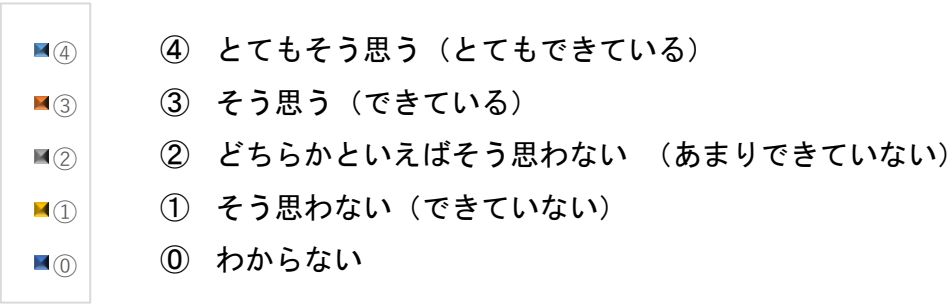 ④ ④ とてもそう思う（とてもできている）
③ ③ そう思う（できている）
② ② どちらかといえばそう思わない （あまりできていない）
① ① そう思わない（できていない）
⓪ ⓪ わからない